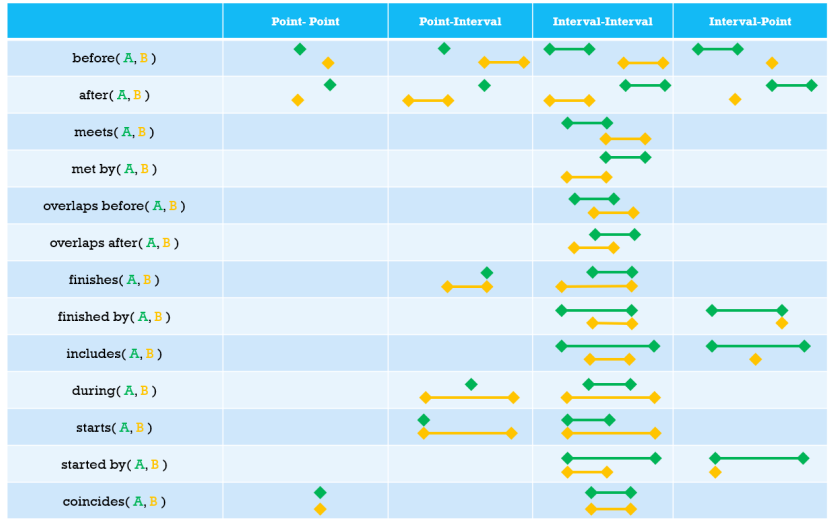 Point- Point Point-Interval Interval-Interval Interval-Point
before( A, B )
after( A, B )
meets( A, B )
met by( A, B )
overlaps before( A, B )
overlaps after( A, B )
finishes( A, B )
finished by( A, B )
includes( A, B )
during( A, B )
starts( A, B )
started by( A, B )
coincides( A, B )